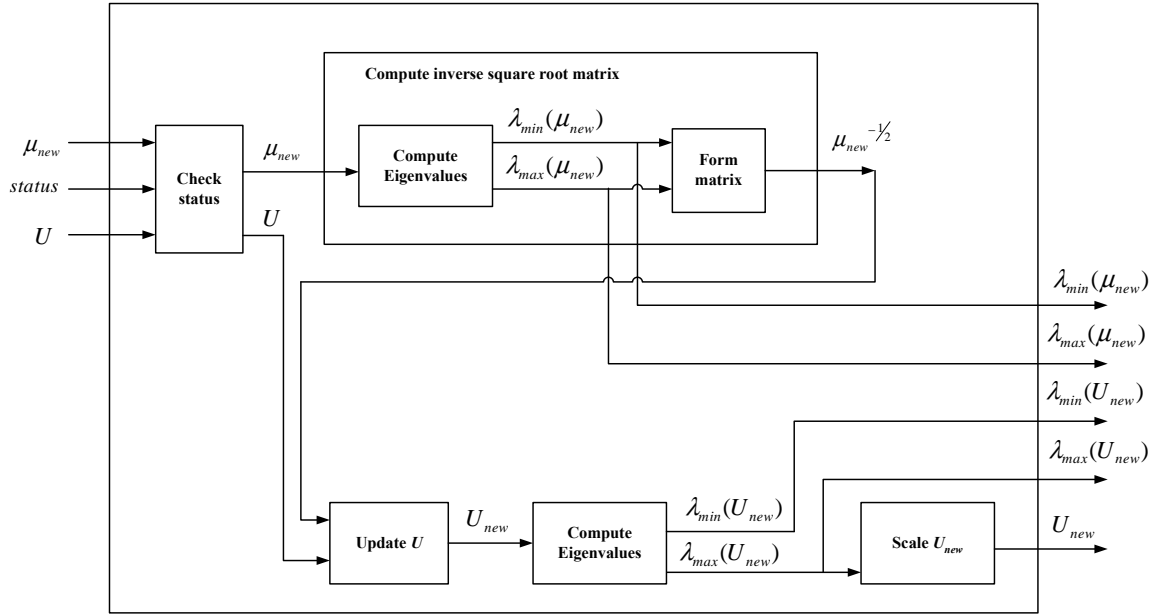 Compute inverse square root matrix
λmin(μnew)
μnew^-1/2
μnew
μnew
Compute
Eigenvalues
λmax(μnew)
Form
matrix
status
Check
status
U
U
λmin(μnew)
λmax(μnew)
λmin(Unew)
λmax(Unew)
Update U
Unew
Compute
Eigenvalues
λmin(Unew)
λmax(Unew)
Scale Unew
Unew